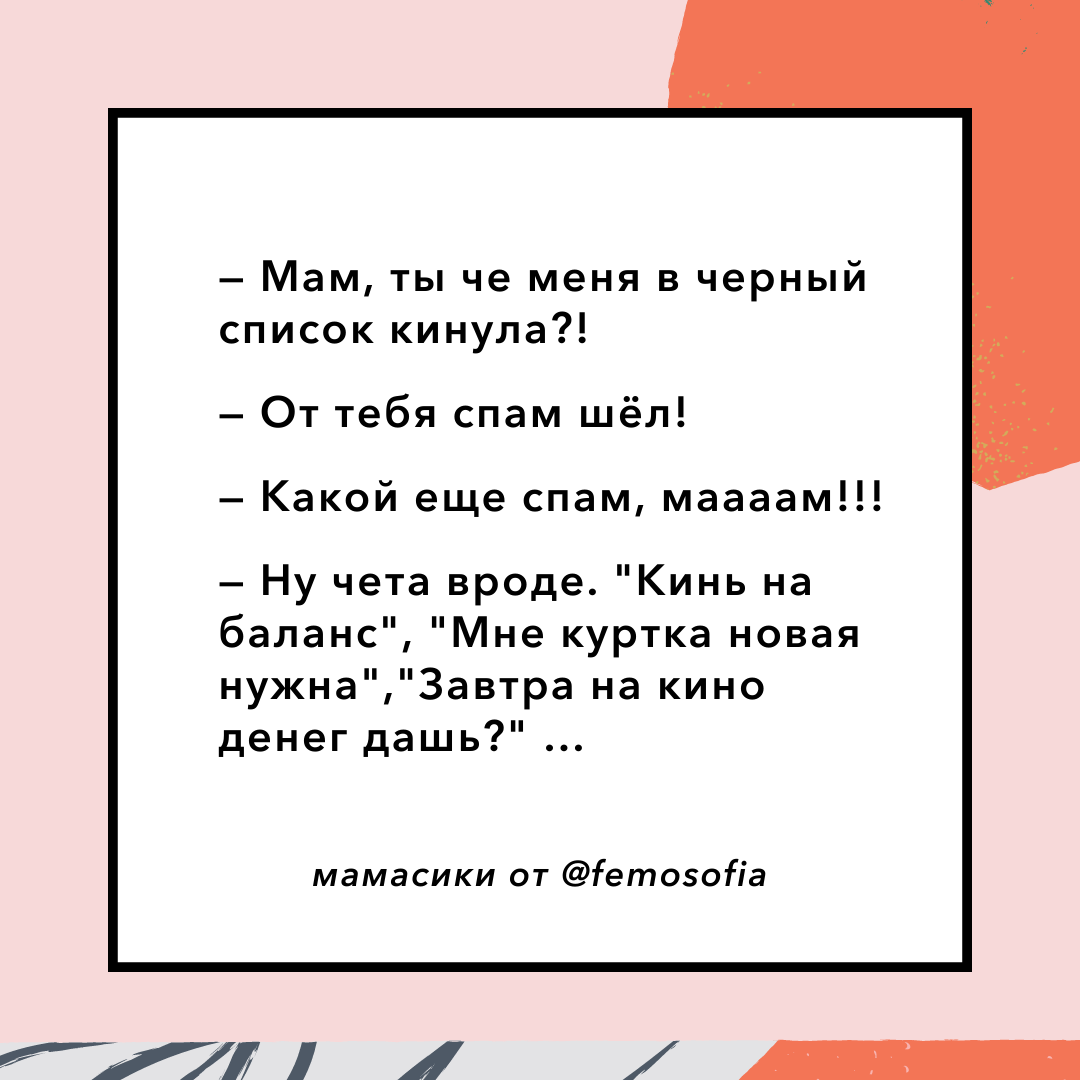 – Мам, ты че меня в черный
список кинула?!
– От тебя спам шёл!
– Какой еще спам, маааам!!!
– Ну чета вроде. "Кинь на
баланс", "Мне куртка новая
нужна","Завтра на кино
денег дашь?" ...
мамасики от @femosofia